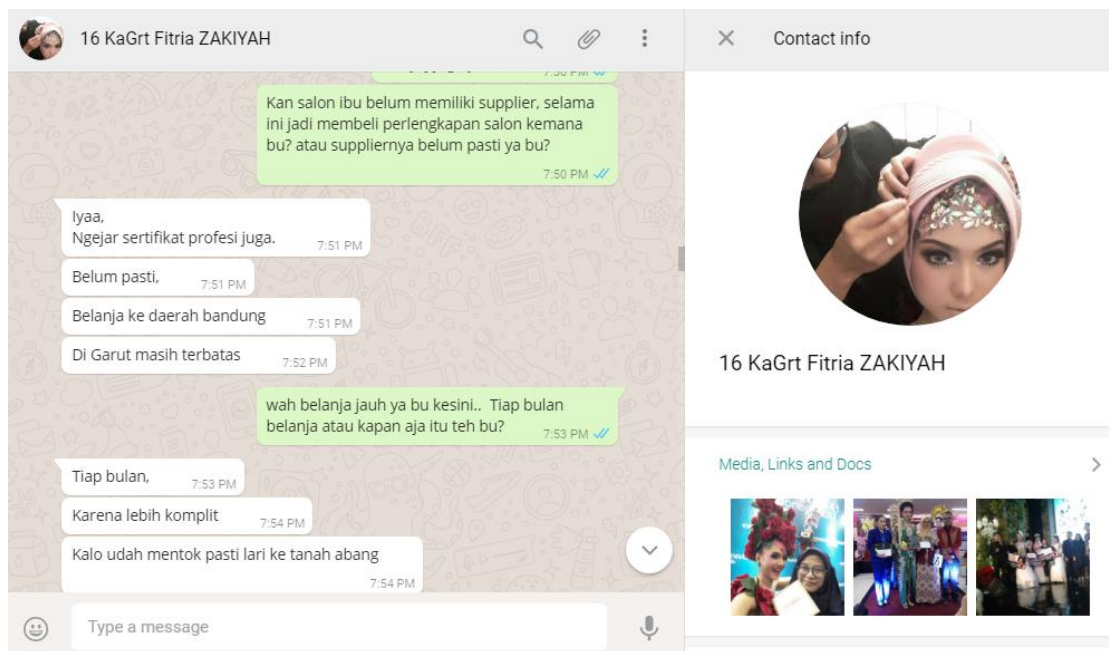 16 KaGrt Fitria ZAKIYAH
Contact info
7:50 PM
Kan salon ibu belum memiliki supplier, selama
ini jadi membeli perlengkapan salon kemana
bu? atau suppliernya belum pasti ya bu?
7:50 PM
Iyaa,
Ngejar sertifikat profesi juga.
7:51 PM
Belum pasti,
7:51 PM
Belanja ke daerah bandung
7:51 PM
Di Garut masih terbatas
7:52 PM
wah belanja jauh ya bu kesini.. Tiap bulan
belanja atau kapan aja itu teh bu?
7:53 PM
Tiap bulan,
7:53 PM
Karena lebih komplit
7:54 PM
Kalo udah mentok pasti lari ke tanah abang
7:54 PM
Type a message
16 KaGrt Fitria ZAKIYAH
Media, Links and Docs